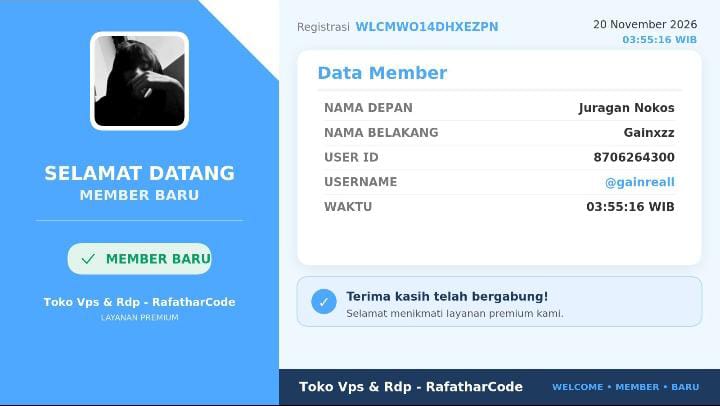 SELAMAT DATANG
MEMBER BARU
MEMBER BARU
Toko Vps & Rdp - RafatharCode
LAYANAN PREMIUM
Registrasi WLCMWO14DHXEZPN
20 November 2026
03:55:16 WIB
Data Member
NAMA DEPAN Juragan Nokos
NAMA BELAKANG Gainxzz
USER ID 8706264300
USERNAME @gainreall
WAKTU 03:55:16 WIB
Terima kasih telah bergabung!
Selamat menikmati layanan premium kami.
Toko Vps & Rdp - RafatharCode
WELCOME • MEMBER • BARU